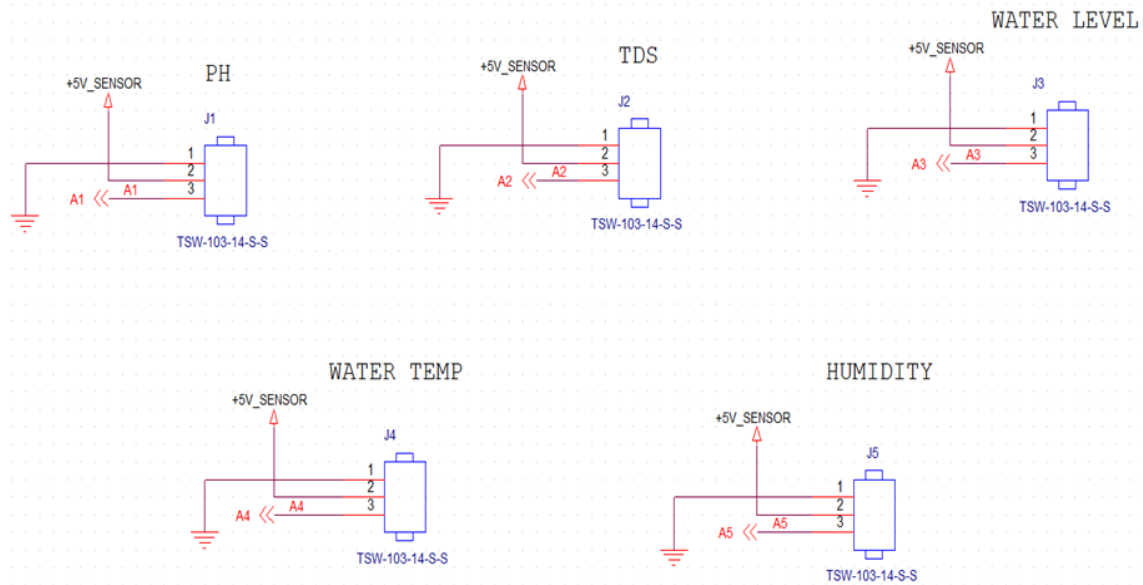 WATER LEVEL
PH
TDS
+5V_SENSOR
+5V_SENSOR
+5V_SENSOR
J1
J2
J3
1
2
3
A1
A1
TSW-103-14-S-S
1
2
3
A2
A2
TSW-103-14-S-S
1
2
3
A3
A3
TSW-103-14-S-S
WATER TEMP
HUMIDITY
+5V_SENSOR
+5V_SENSOR
J4
J5
1
2
3
A4
A4
TSW-103-14-S-S
1
2
3
A5
A5
TSW-103-14-S-S